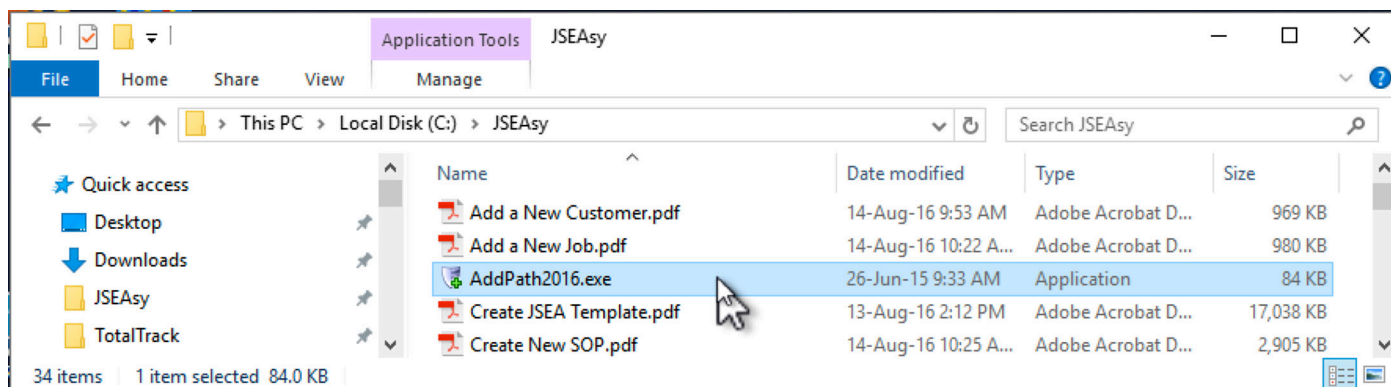 Application Tools JSEAsy
File Home Share View Manage ?
This PC > Local Disk (C:) > JSEAsy Search JSEAsy
Quick access
Desktop
Downloads
JSEAsy
TotalTrack
Name Date modified Type Size
Add a New Customer.pdf 14-Aug-16 9:53 AM Adobe Acrobat D... 969 KB
Add a New Job.pdf 14-Aug-16 10:22 A... Adobe Acrobat D... 980 KB
AddPath2016.exe 26-Jun-15 9:33 AM Application 84 KB
Create JSEA Template.pdf 13-Aug-16 2:12 PM Adobe Acrobat D... 17,038 KB
Create New SOP.pdf 14-Aug-16 10:25 A... Adobe Acrobat D... 2,905 KB
34 items 1 item selected 84.0 KB